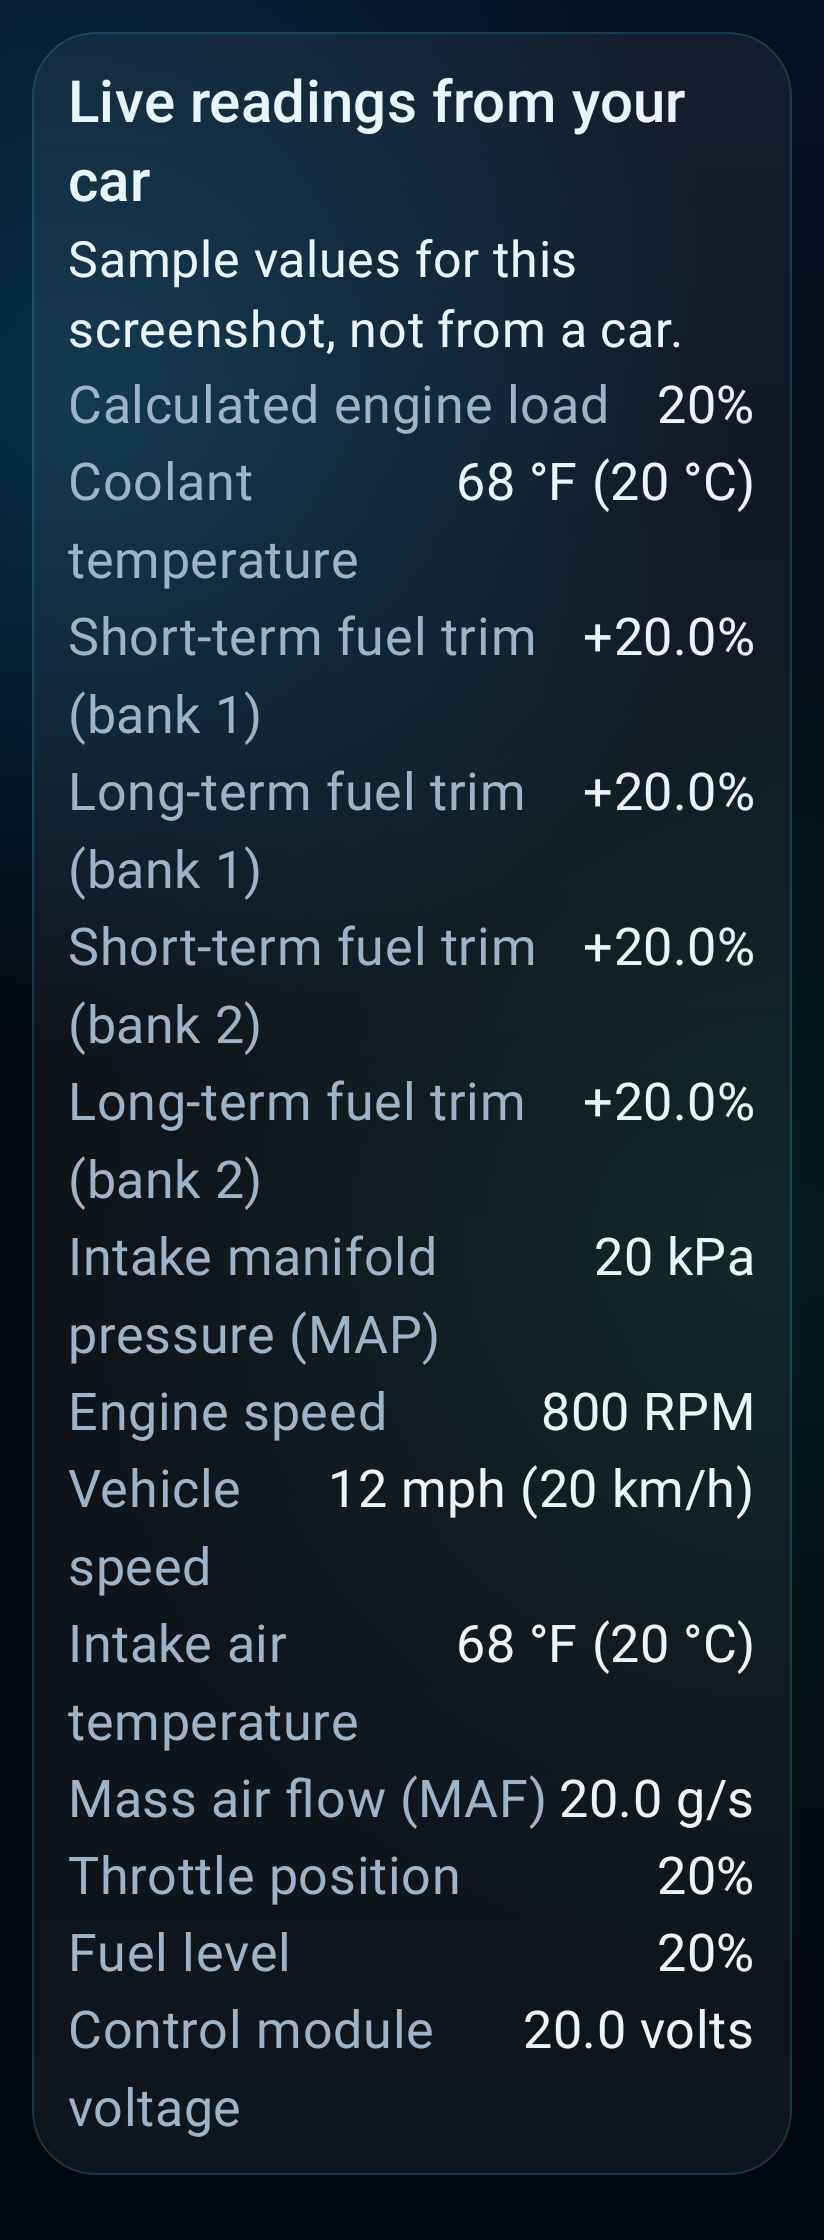 Live readings from your
car
Sample values for this
screenshot, not from a car.
Calculated engine load 20%
Coolant 68 °F (20 °C)
temperature
Short-term fuel trim +20.0%
(bank 1)
Long-term fuel trim +20.0%
(bank 1)
Short-term fuel trim +20.0%
(bank 2)
Long-term fuel trim +20.0%
(bank 2)
Intake manifold 20 kPa
pressure (MAP)
Engine speed 800 RPM
Vehicle 12 mph (20 km/h)
speed
Intake air 68 °F (20 °C)
temperature
Mass air flow (MAF) 20.0 g/s
Throttle position 20%
Fuel level 20%
Control module 20.0 volts
voltage